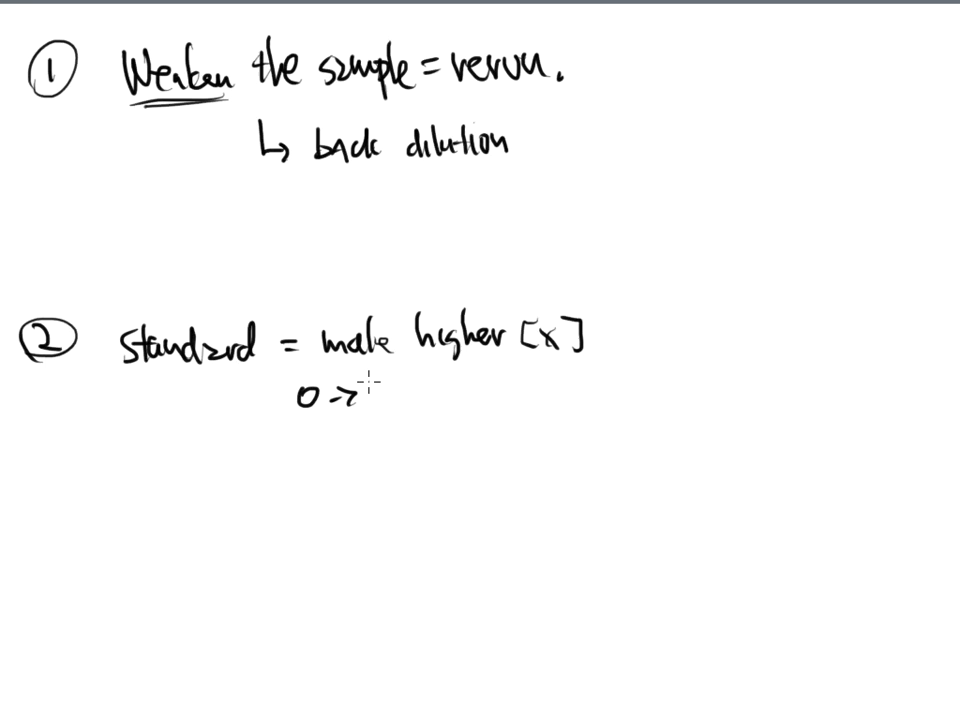 ① Weaken the sample = rerun.
↳ back dilution
② Standard = make higher [x]
0 →